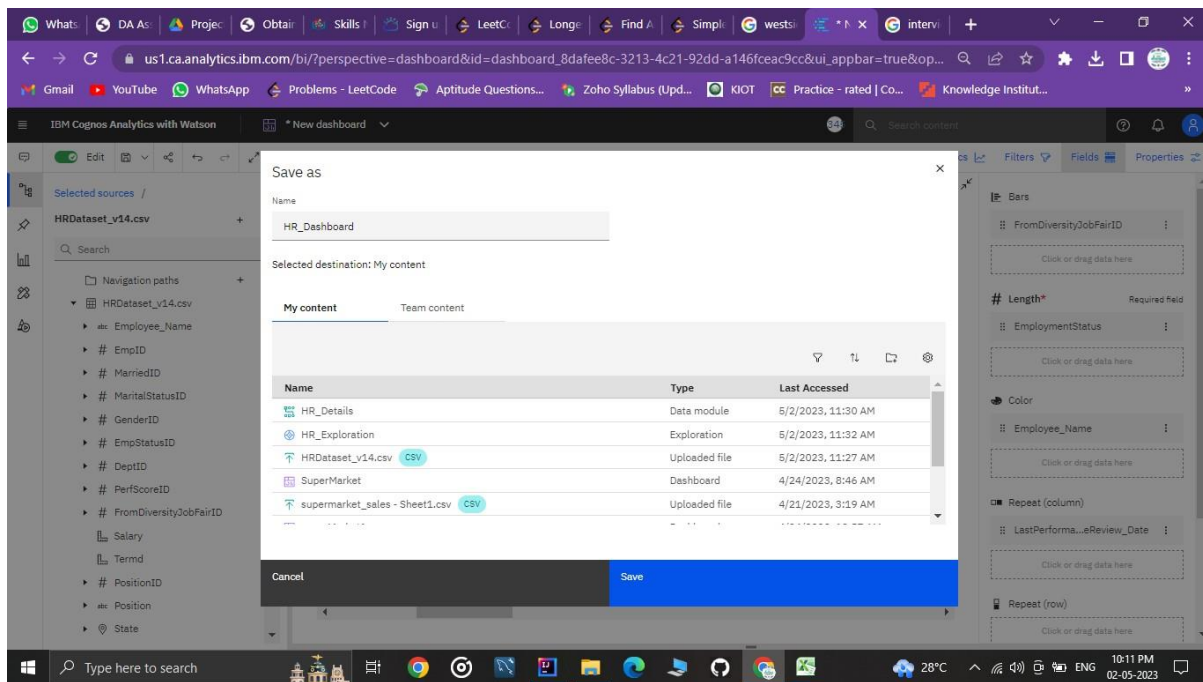 Whats
DA As
Projec
Obtair
Skills
Sign u
LeetCo
Longe
Find A
Simple
westsi
intervi
us1.ca.analytics.ibm.com/bi/?perspective=dashboard&id=dashboard_8dafee8c-3213-4c21-92dd-a146fceac9cc&ui_appbar=true&op...
Gmail YouTube WhatsApp Problems - LeetCode Aptitude Questions... Zoho Syllabus (Upd... KIOT CC Practice - rated | Co... Knowledge Institut... »
IBM Cognos Analytics with Watson * New dashboard 34 Search content
Edit Filters Fields Properties
Selected sources /
HRDataset_v14.csv +
Search
Navigation paths +
HRDataset_v14.csv
abc Employee_Name
# EmpID
# MarriedID
# MaritalStatusID
# GenderID
# EmpStatusID
# DeptID
# PerfScoreID
# FromDiversityJobFairID
Salary
Termd
# PositionID
abc Position
State
Save as
Name
HR_Dashboard
Selected destination: My content
My content Team content
Name Type Last Accessed
HR_Details Data module 5/2/2023, 11:30 AM
HR_Exploration Exploration 5/2/2023, 11:32 AM
HRDataset_v14.csv CSV Uploaded file 5/2/2023, 11:27 AM
SuperMarket Dashboard 4/24/2023, 8:46 AM
supermarket_sales - Sheet1.csv CSV Uploaded file 4/21/2023, 3:19 AM
Cancel Save
Bars
FromDiversityJobFairID
Click or drag data here
# Length* Required field
EmploymentStatus
Click or drag data here
Color
Employee_Name
Click or drag data here
Repeat (column)
LastPerforma...eReview_Date
Click or drag data here
Repeat (row)
Click or drag data here
Type here to search 28°C ENG 10:11 PM
02-05-2023